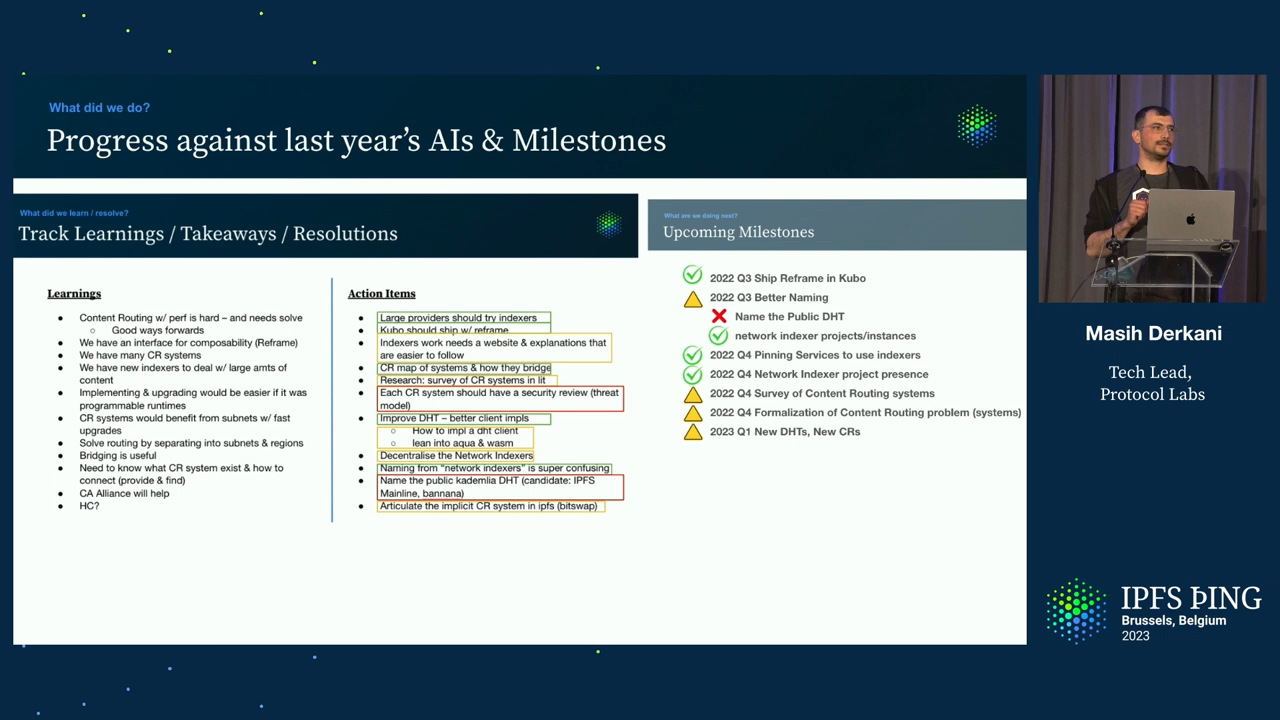 What did we do?
Progress against last year's AIs & Milestones
What did we learn / resolve?
Track Learnings / Takeaways / Resolutions
Learnings
● Content Routing w/ perf is hard – and needs solve
○ Good ways forwards
● We have an interface for composability (Reframe)
● We have many CR systems
● We have new indexers to deal w/ large amts of
content
● Implementing & upgrading would be easier if it was
programmable runtimes
● CR systems would benefit from subnets w/ fast
upgrades
● Solve routing by separating into subnets & regions
● Bridging is useful
● Need to know what CR system exist & how to
connect (provide & find)
● CA Alliance will help
● HC?
Action Items
● Large providers should try indexers
● Kubo should ship w/ reframe
● Indexers work needs a website & explanations that
are easier to follow
● CR map of systems & how they bridge
● Research: survey of CR systems in lit
● Each CR system should have a security review (threat
model)
● Improve DHT – better client impls
○ How to impl a dht client
○ lean into aqua & wasm
● Decentralise the Network Indexers
● Naming from "network indexers" is super confusing
● Name the public kademlia DHT (candidate: IPFS
Mainline, bannana)
● Articulate the implicit CR system in ipfs (bitswap)
What are we doing next?
Upcoming Milestones
2022 Q3 Ship Reframe in Kubo
2022 Q3 Better Naming
Name the Public DHT
network indexer projects/instances
2022 Q4 Pinning Services to use indexers
2022 Q4 Network Indexer project presence
2022 Q4 Survey of Content Routing systems
2022 Q4 Formalization of Content Routing problem (systems)
2023 Q1 New DHTs, New CRs
Masih Derkani
Tech Lead,
Protocol Labs
IPFS ÞING
Brussels, Belgium
2023